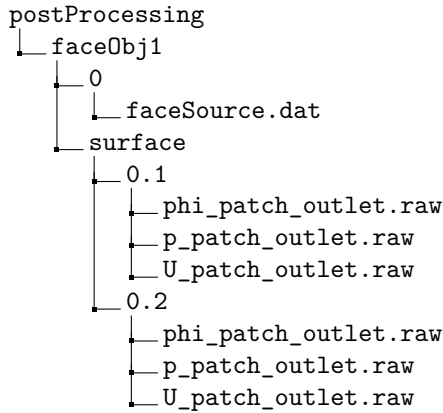 postProcessing
faceObj1
0
faceSource.dat
surface
0.1
phi_patch_outlet.raw
p_patch_outlet.raw
U_patch_outlet.raw
0.2
phi_patch_outlet.raw
p_patch_outlet.raw
U_patch_outlet.raw